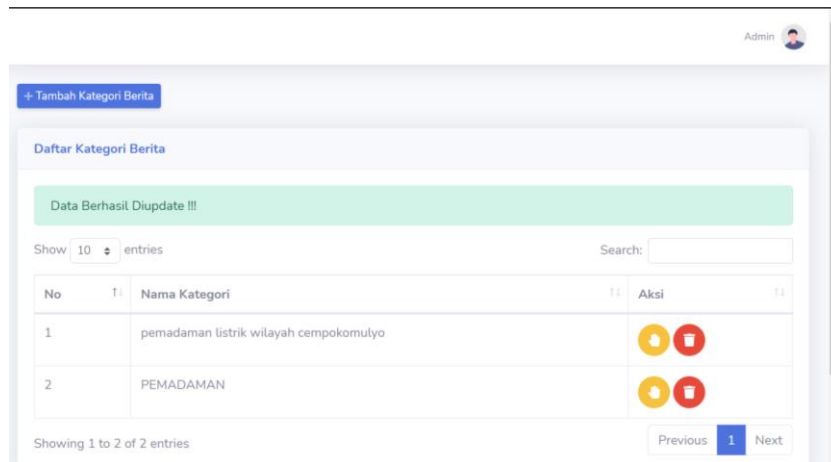 Admin
+ Tambah Kategori Berita
Daftar Kategori Berita
Data Berhasil Diupdate !!!
Show 10 entries Search:
No Nama Kategori Aksi
1 pemadaman listrik wilayah cempokomulyo
2 PEMADAMAN
Showing 1 to 2 of 2 entries Previous 1 Next